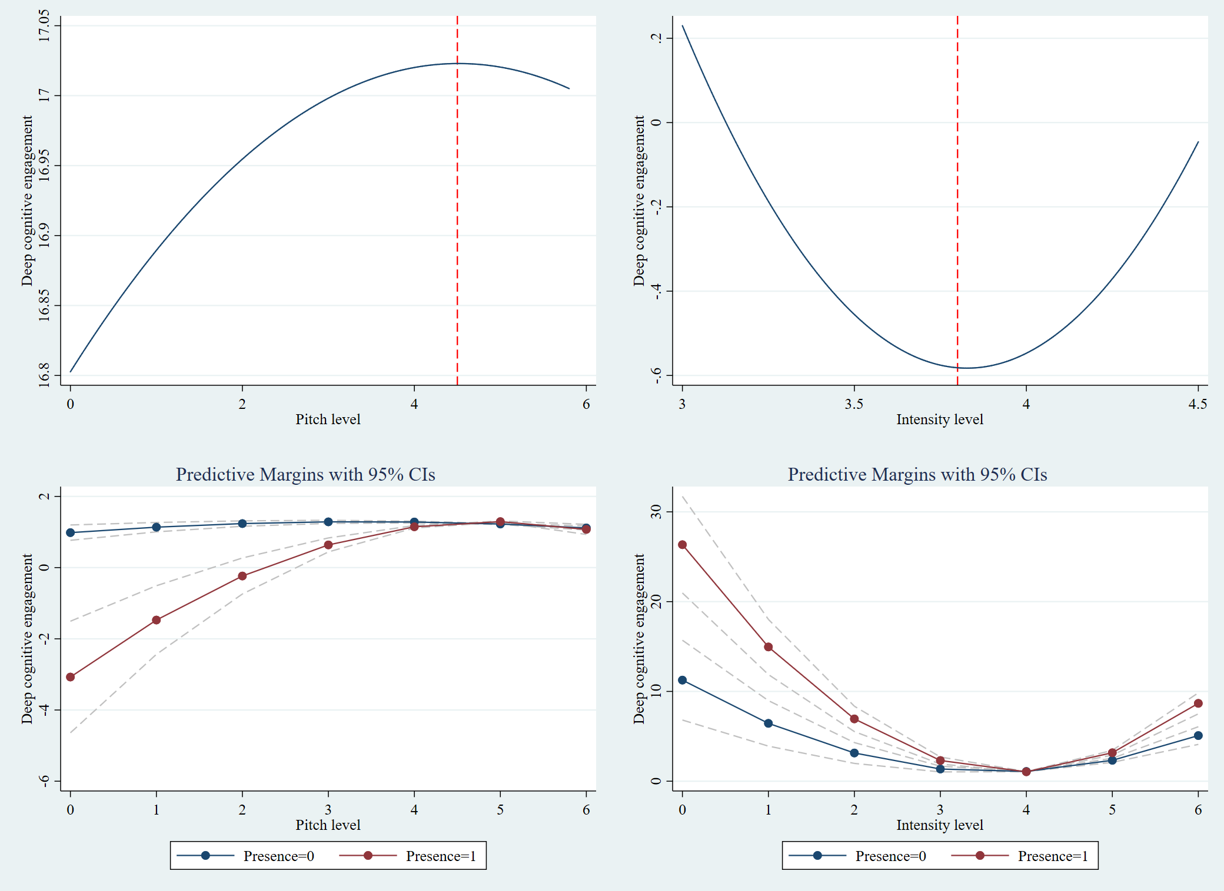 Deep cognitive engagement
17.05
17
16.95
16.9
16.85
16.8
0 2 4 6
Pitch level
Deep cognitive engagement
.2
0
-.2
-.4
-.6
3 3.5 4 4.5
Intensity level
Predictive Margins with 95% CIs
Deep cognitive engagement
2
0
-2
-4
-6
0 1 2 3 4 5 6
Pitch level
Presence=0 Presence=1
Predictive Margins with 95% CIs
Deep cognitive engagement
30
20
10
0
0 1 2 3 4 5 6
Intensity level
Presence=0 Presence=1